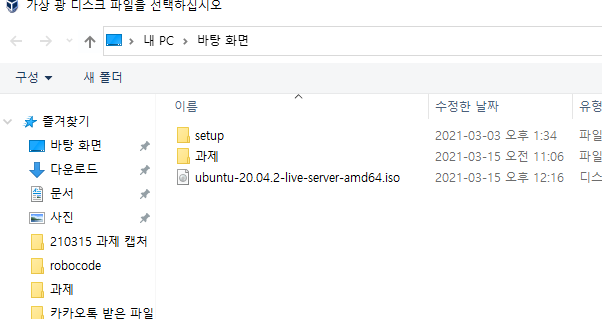 가상 광 디스크 파일을 선택하십시오
내 PC > 바탕 화면
구성 새 폴더
이름 수정한 날짜 유형
즐겨찾기
바탕 화면
다운로드
문서
사진
210315 과제 캡처
robocode
과제
카카오톡 받은 파일
setup 2021-03-03 오후 1:34 파일
과제 2021-03-15 오전 11:06 파일
ubuntu-20.04.2-live-server-amd64.iso 2021-03-15 오후 12:16 디스